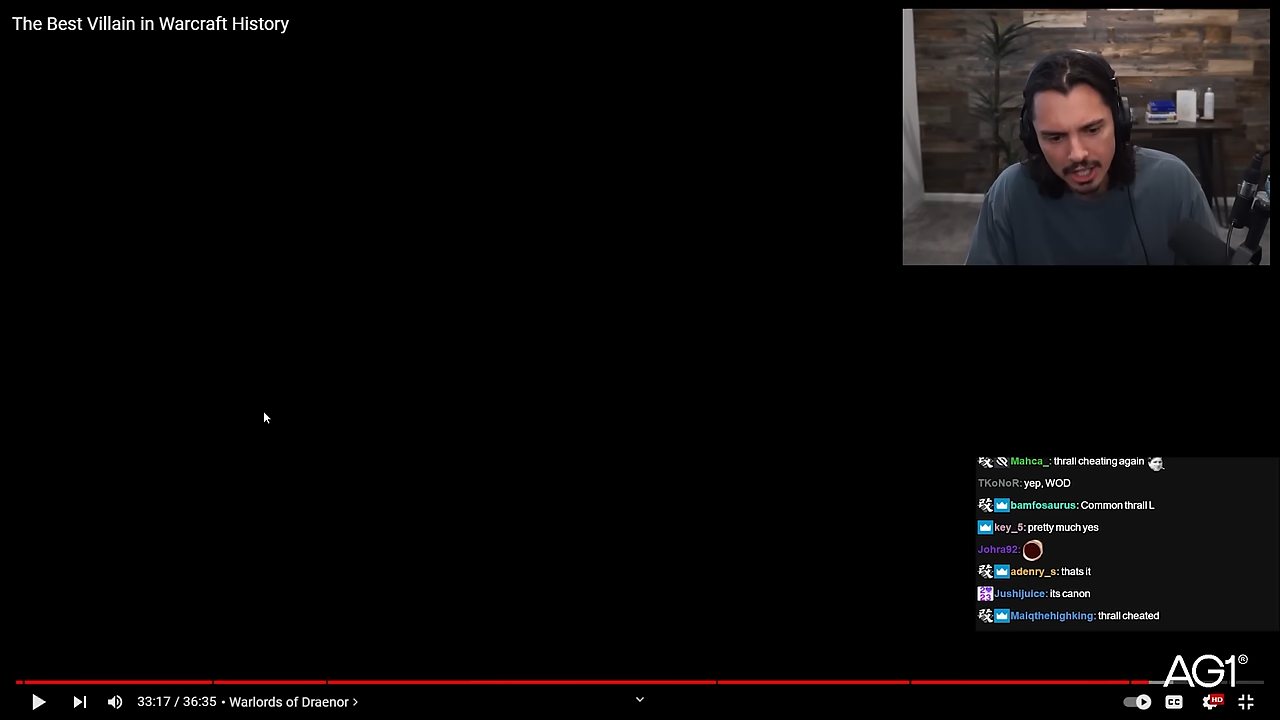 The Best Villain in Warcraft History
Mahca_: thrall cheating again
TKoNoR: yep, WOD
bamfosaurus: Common thrall L
key_5: pretty much yes
Johra92:
adenry_s: thats it
Jushijuice: its canon
Maiqthehighking: thrall cheated
AG1®
33:17 / 36:35 • Warlords of Draenor >
CC
HD